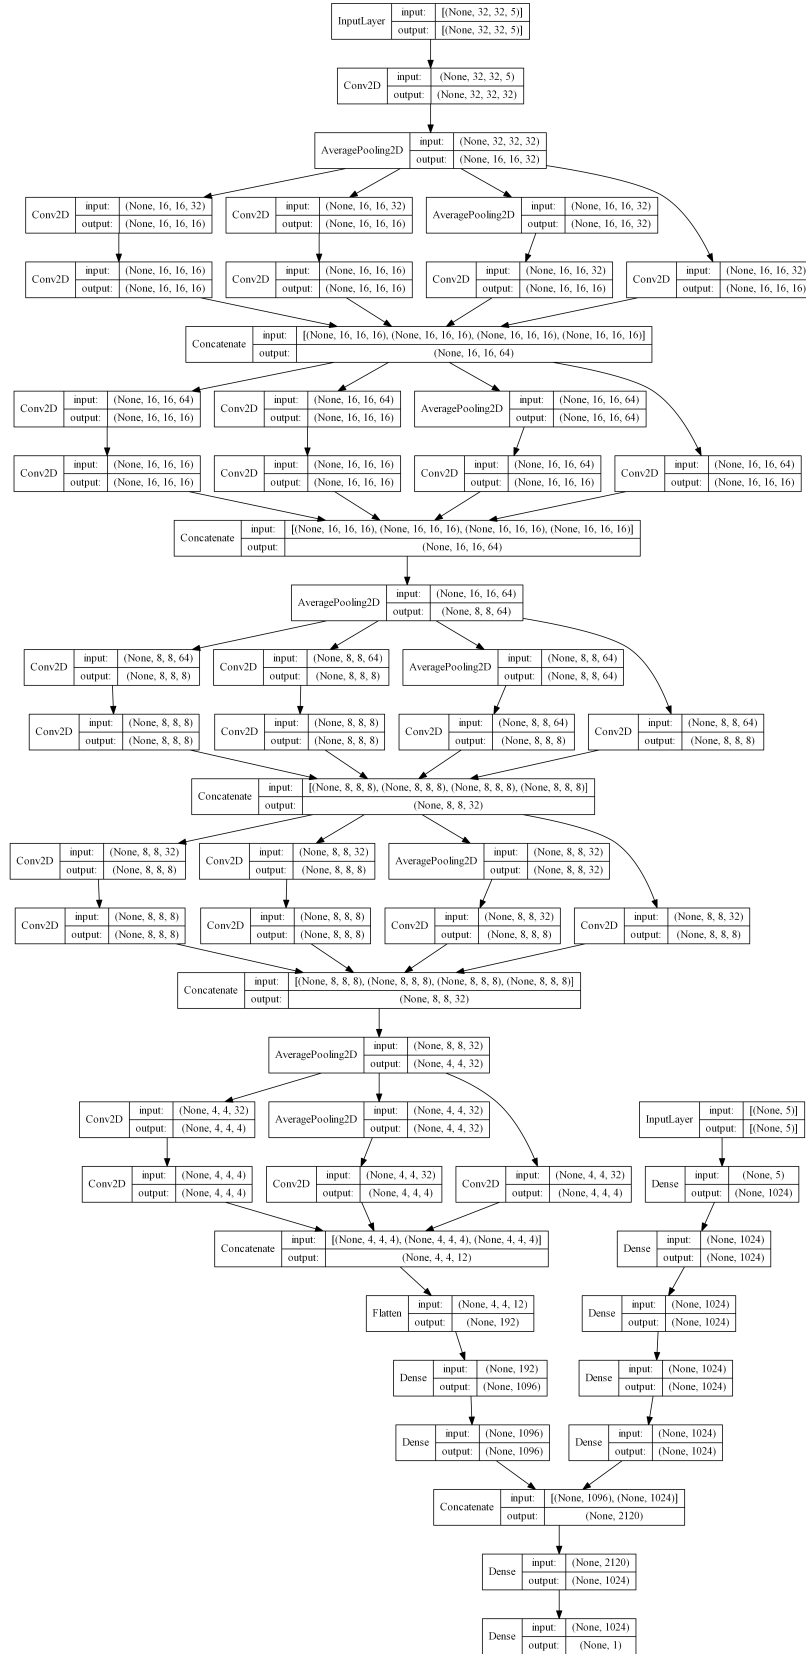 InputLayer input: [(None, 32, 32, 5)]
output: [(None, 32, 32, 5)]
Conv2D input: (None, 32, 32, 5)
output: (None, 32, 32, 32)
AveragePooling2D input: (None, 32, 32, 32)
output: (None, 16, 16, 32)
Conv2D input: (None, 16, 16, 32)
output: (None, 16, 16, 16)
Conv2D input: (None, 16, 16, 32)
output: (None, 16, 16, 16)
AveragePooling2D input: (None, 16, 16, 32)
output: (None, 16, 16, 32)
Conv2D input: (None, 16, 16, 16)
output: (None, 16, 16, 16)
Conv2D input: (None, 16, 16, 16)
output: (None, 16, 16, 16)
Conv2D input: (None, 16, 16, 32)
output: (None, 16, 16, 16)
Conv2D input: (None, 16, 16, 32)
output: (None, 16, 16, 16)
Concatenate input: [(None, 16, 16, 16), (None, 16, 16, 16), (None, 16, 16, 16), (None, 16, 16, 16)]
output: (None, 16, 16, 64)
Conv2D input: (None, 16, 16, 64)
output: (None, 16, 16, 16)
Conv2D input: (None, 16, 16, 64)
output: (None, 16, 16, 16)
AveragePooling2D input: (None, 16, 16, 64)
output: (None, 16, 16, 64)
Conv2D input: (None, 16, 16, 16)
output: (None, 16, 16, 16)
Conv2D input: (None, 16, 16, 16)
output: (None, 16, 16, 16)
Conv2D input: (None, 16, 16, 64)
output: (None, 16, 16, 16)
Conv2D input: (None, 16, 16, 64)
output: (None, 16, 16, 16)
Concatenate input: [(None, 16, 16, 16), (None, 16, 16, 16), (None, 16, 16, 16), (None, 16, 16, 16)]
output: (None, 16, 16, 64)
AveragePooling2D input: (None, 16, 16, 64)
output: (None, 8, 8, 64)
Conv2D input: (None, 8, 8, 64)
output: (None, 8, 8, 8)
Conv2D input: (None, 8, 8, 64)
output: (None, 8, 8, 8)
AveragePooling2D input: (None, 8, 8, 64)
output: (None, 8, 8, 64)
Conv2D input: (None, 8, 8, 8)
output: (None, 8, 8, 8)
Conv2D input: (None, 8, 8, 8)
output: (None, 8, 8, 8)
Conv2D input: (None, 8, 8, 64)
output: (None, 8, 8, 8)
Conv2D input: (None, 8, 8, 64)
output: (None, 8, 8, 8)
Concatenate input: [(None, 8, 8, 8), (None, 8, 8, 8), (None, 8, 8, 8), (None, 8, 8, 8)]
output: (None, 8, 8, 32)
Conv2D input: (None, 8, 8, 32)
output: (None, 8, 8, 8)
Conv2D input: (None, 8, 8, 32)
output: (None, 8, 8, 8)
AveragePooling2D input: (None, 8, 8, 32)
output: (None, 8, 8, 32)
Conv2D input: (None, 8, 8, 8)
output: (None, 8, 8, 8)
Conv2D input: (None, 8, 8, 8)
output: (None, 8, 8, 8)
Conv2D input: (None, 8, 8, 32)
output: (None, 8, 8, 8)
Conv2D input: (None, 8, 8, 32)
output: (None, 8, 8, 8)
Concatenate input: [(None, 8, 8, 8), (None, 8, 8, 8), (None, 8, 8, 8), (None, 8, 8, 8)]
output: (None, 8, 8, 32)
AveragePooling2D input: (None, 8, 8, 32)
output: (None, 4, 4, 32)
Conv2D input: (None, 4, 4, 32)
output: (None, 4, 4, 4)
AveragePooling2D input: (None, 4, 4, 32)
output: (None, 4, 4, 32)
InputLayer input: [(None, 5)]
output: [(None, 5)]
Conv2D input: (None, 4, 4, 4)
output: (None, 4, 4, 4)
Conv2D input: (None, 4, 4, 32)
output: (None, 4, 4, 4)
Conv2D input: (None, 4, 4, 32)
output: (None, 4, 4, 4)
Dense input: (None, 5)
output: (None, 1024)
Concatenate input: [(None, 4, 4, 4), (None, 4, 4, 4), (None, 4, 4, 4)]
output: (None, 4, 4, 12)
Dense input: (None, 1024)
output: (None, 1024)
Flatten input: (None, 4, 4, 12)
output: (None, 192)
Dense input: (None, 1024)
output: (None, 1024)
Dense input: (None, 192)
output: (None, 1096)
Dense input: (None, 1024)
output: (None, 1024)
Dense input: (None, 1096)
output: (None, 1096)
Dense input: (None, 1024)
output: (None, 1024)
Concatenate input: [(None, 1096), (None, 1024)]
output: (None, 2120)
Dense input: (None, 2120)
output: (None, 1024)
Dense input: (None, 1024)
output: (None, 1)